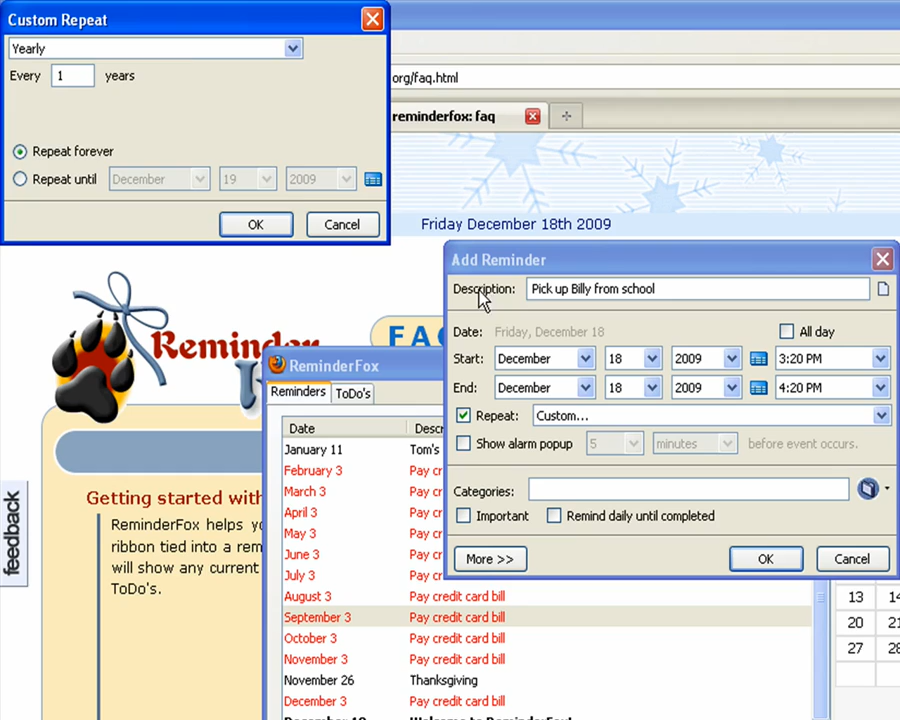 Custom Repeat
Yearly
Every 1 years
Repeat forever
Repeat until December 19 2009
OK Cancel
org/faq.html
reminderfox: faq
Friday December 18th 2009
Reminder
FAQ
feedback
Getting started with
ReminderFox helps yo
ribbon tied into a rem
will show any current
ToDo's.
ReminderFox
Reminders ToDo's
Date Descr
January 11 Tom's
February 3 Pay cr
March 3 Pay cr
April 3 Pay cr
May 3 Pay cr
June 3 Pay cr
July 3 Pay cr
August 3 Pay credit card bill
September 3 Pay credit card bill
October 3 Pay credit card bill
November 3 Pay credit card bill
November 26 Thanksgiving
December 3 Pay credit card bill
Add Reminder
Description: Pick up Billy from school
Date: Friday, December 18 All day
Start: December 18 2009 3:20 PM
End: December 18 2009 4:20 PM
Repeat: Custom...
Show alarm popup 5 minutes before event occurs.
Categories:
Important Remind daily until completed
More >> OK Cancel
13 14
20 21
27 28